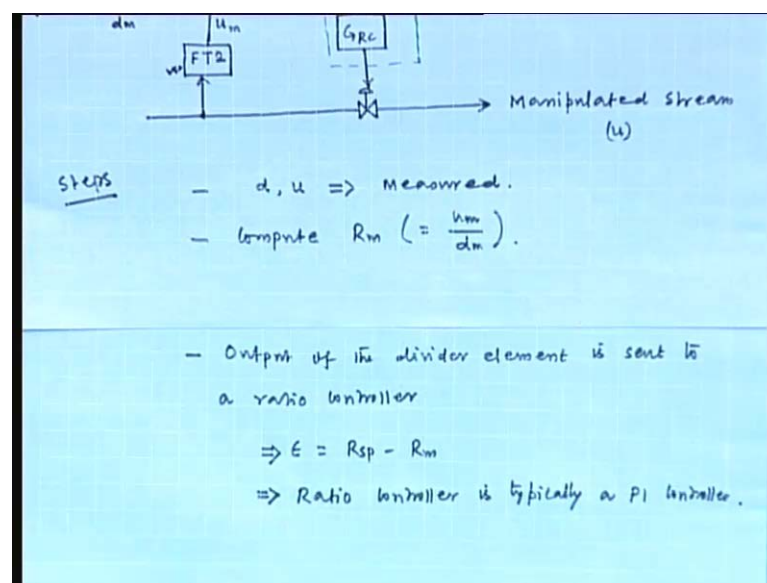 dm
um
GRC
FT2
Manipulated stream
(u)
Steps
- d, u => Measured.
- Compute Rm (= um/dm).
- Output of the divider element is sent to
a ratio controller
=> ϵ = Rsp - Rm
=> Ratio controller is typically a PI controller.